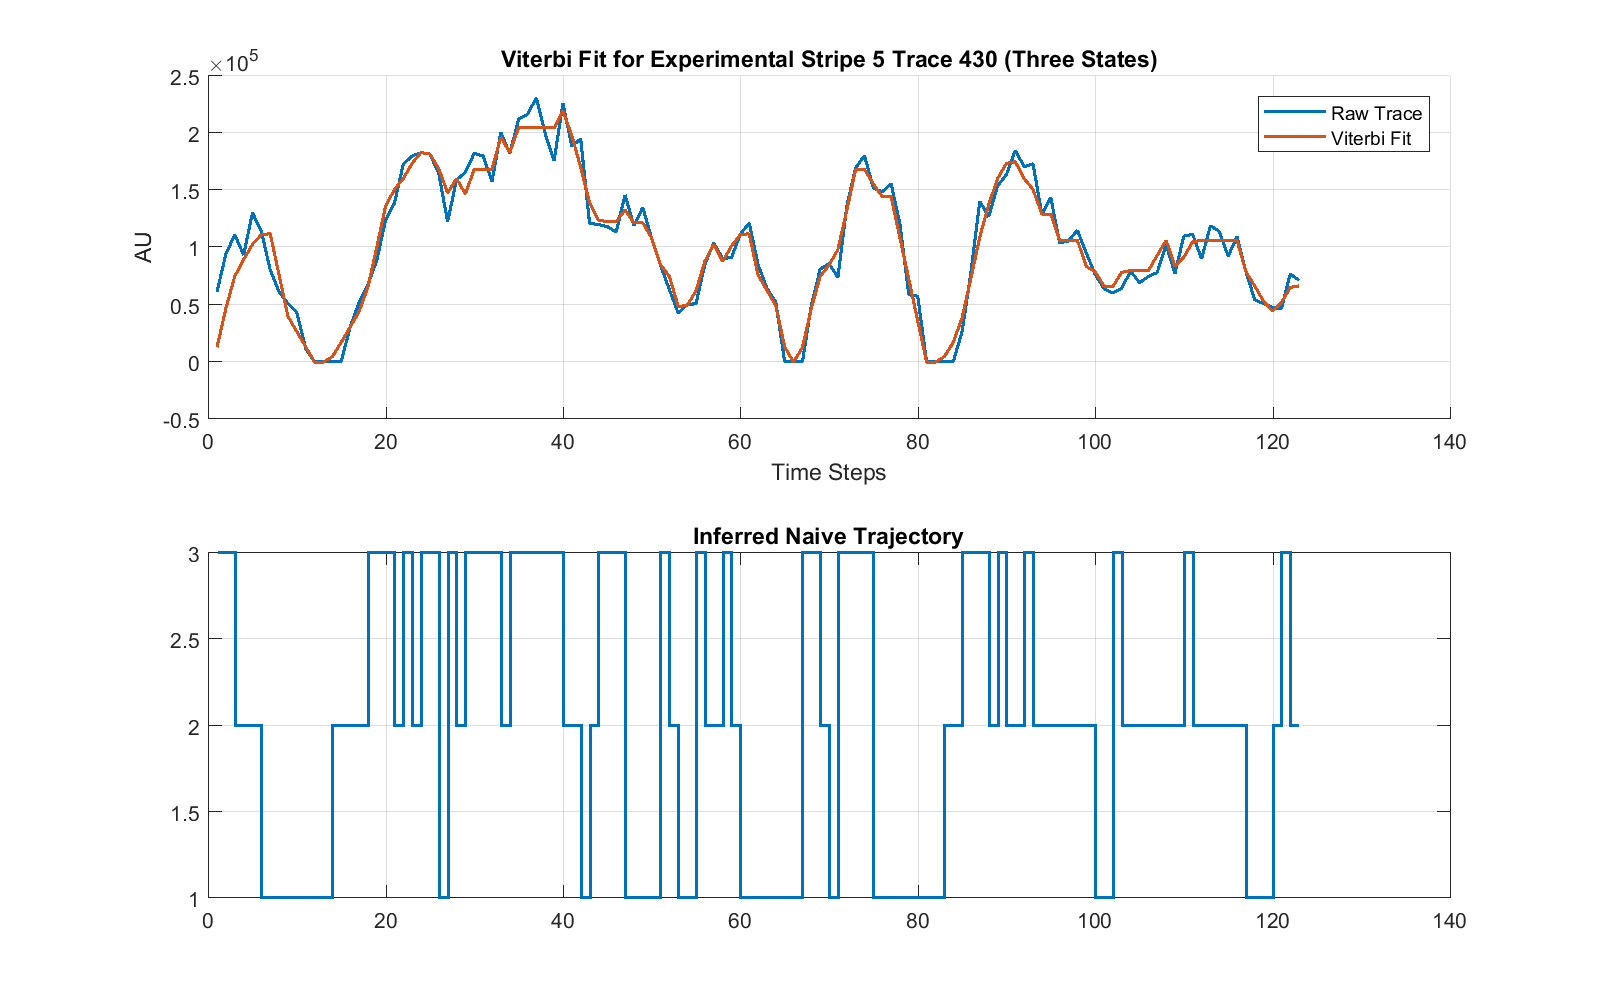 Viterbi Fit for Experimental Stripe 5 Trace 430 (Three States)
×10^5
2.5
2
1.5
1
0.5
0
-0.5
AU
Raw Trace
Viterbi Fit
0 20 40 60 80 100 120 140
Time Steps
Inferred Naive Trajectory
3
2.5
2
1.5
1
0 20 40 60 80 100 120 140